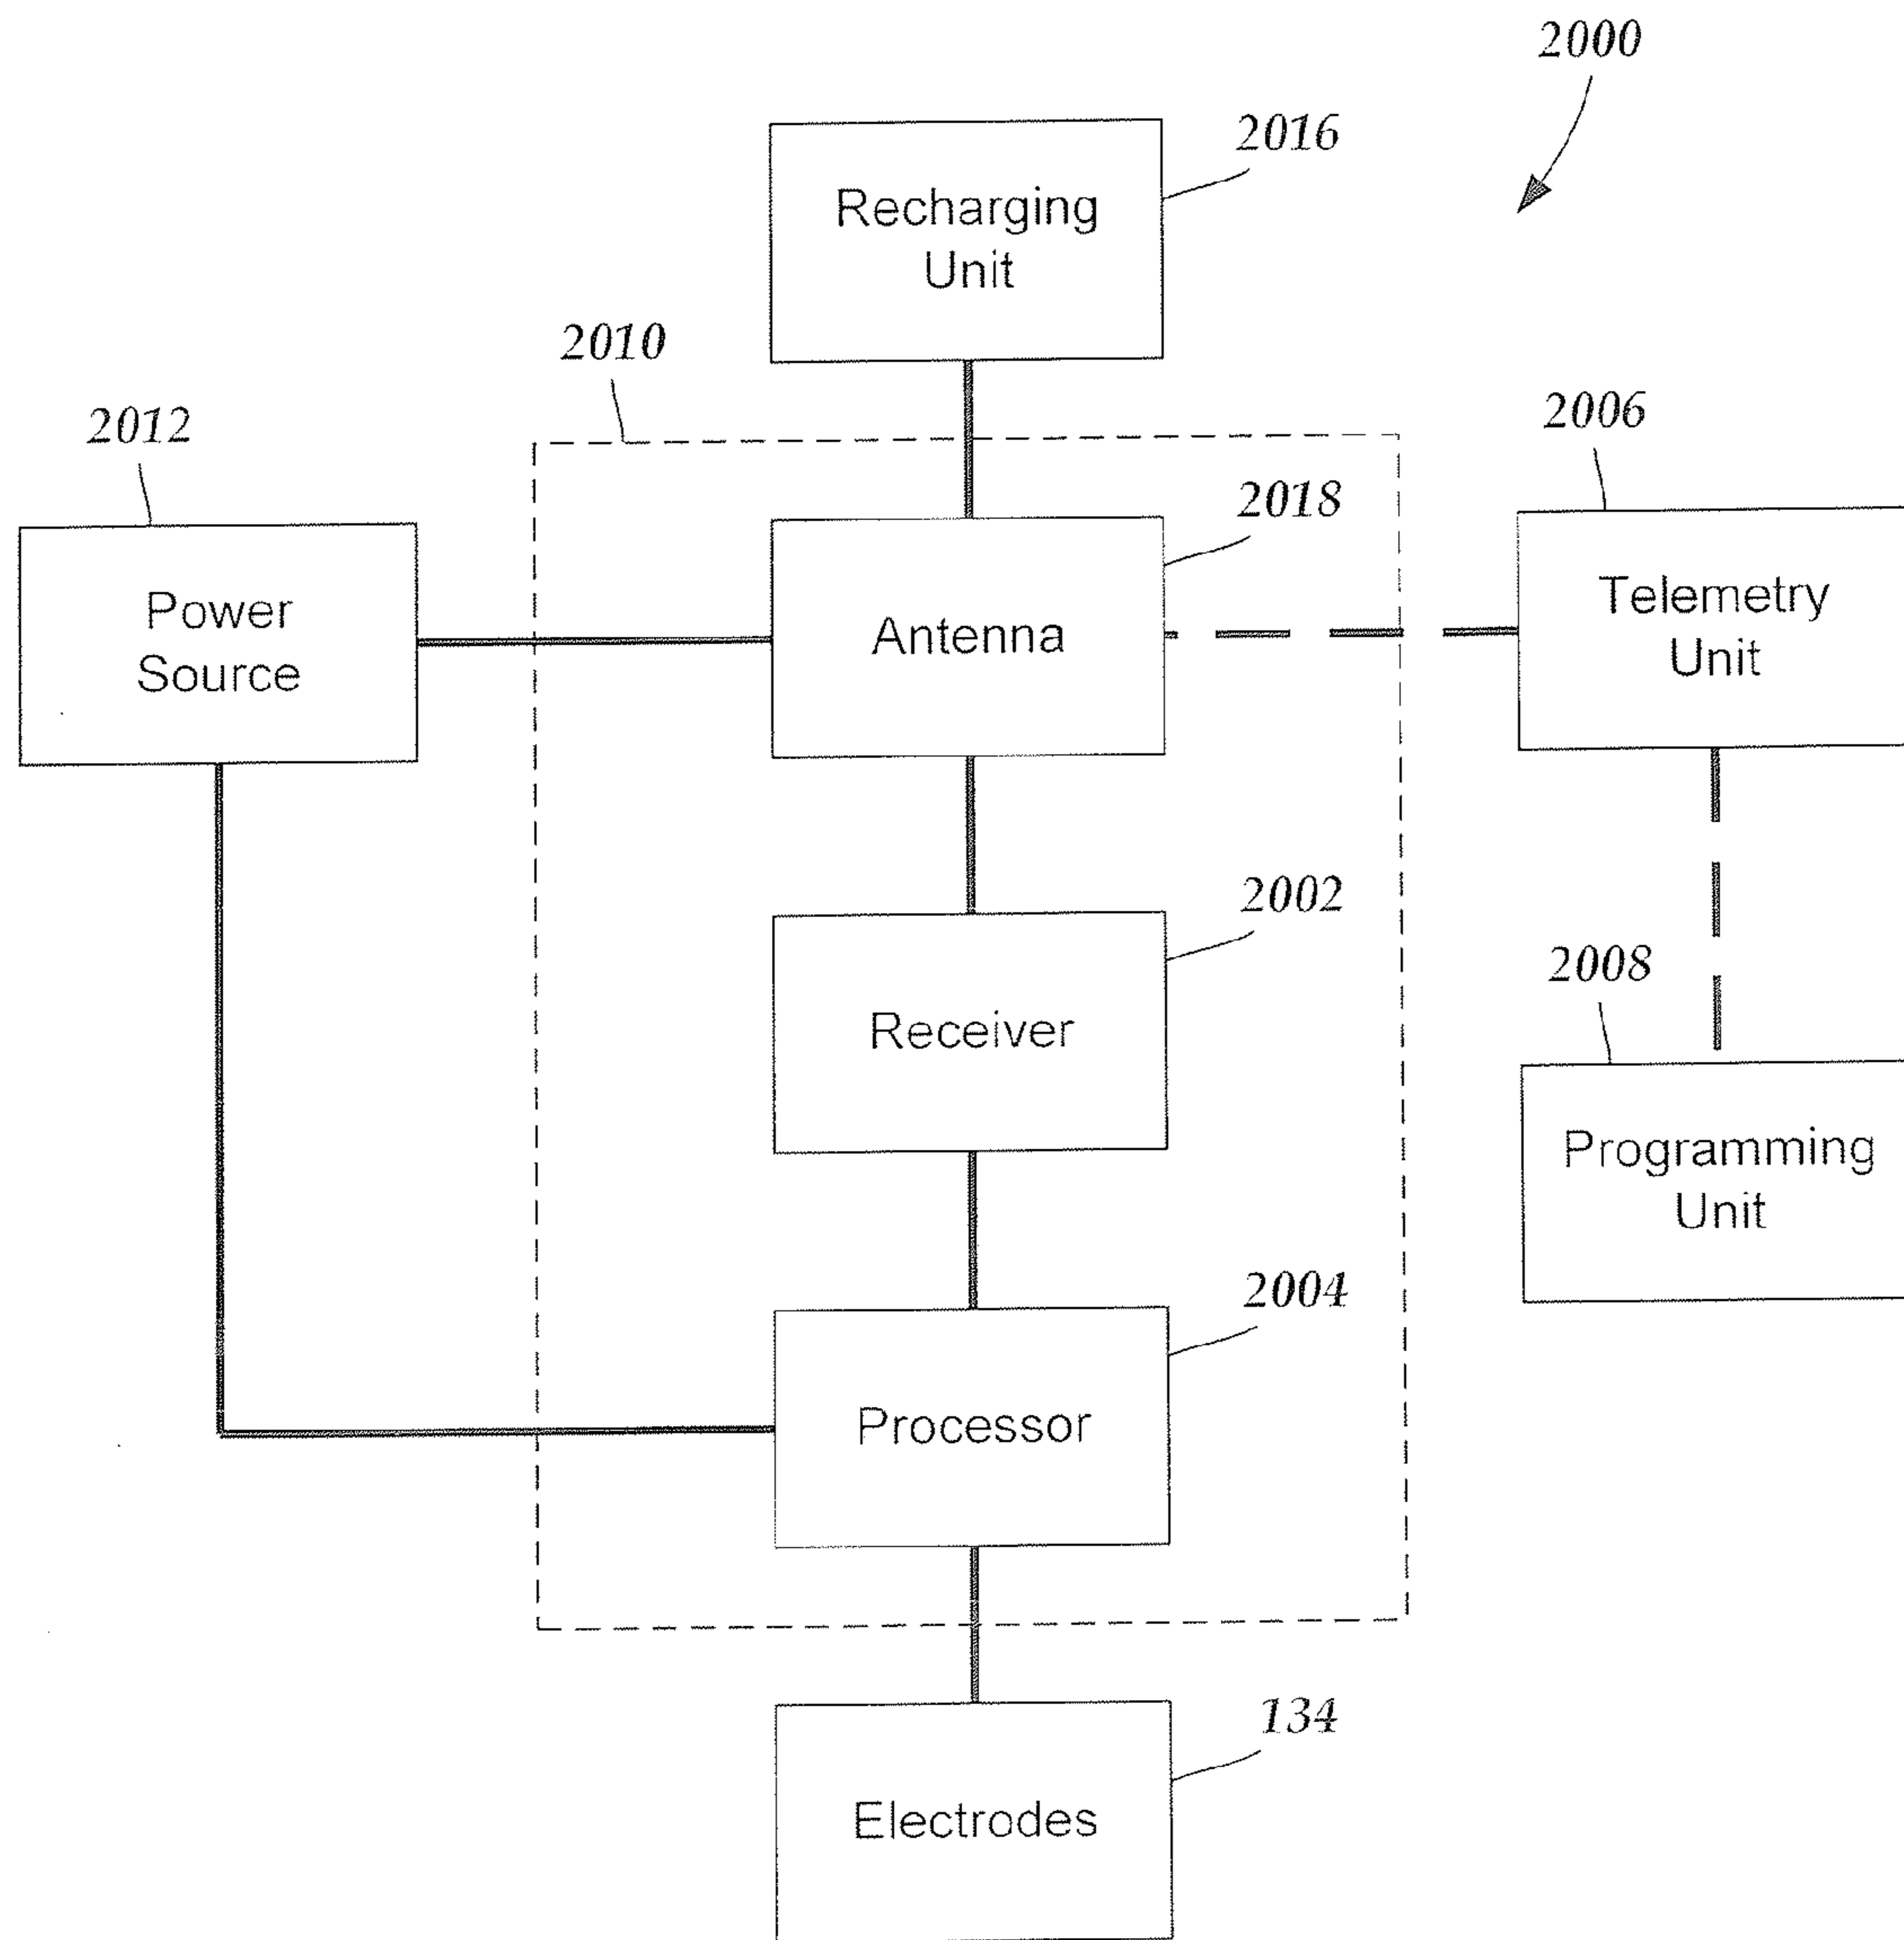 2000
2016
Recharging
Unit
2010
2012
2006
2018
Power
Source
Antenna
Telemetry
Unit
2002
2008
Receiver
Programming
Unit
2004
Processor
134
Electrodes